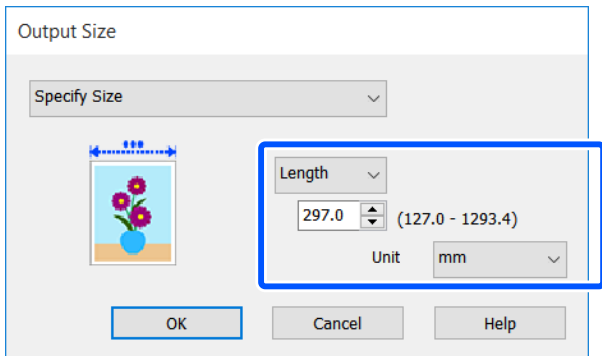 Output Size
Specify Size
Length
297.0 (127.0 - 1293.4)
Unit mm
OK Cancel Help